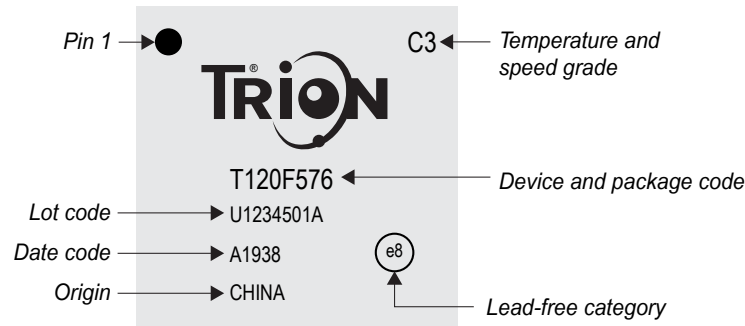 Pin 1
C3
Temperature and
speed grade
TRION®
T120F576
Device and package code
Lot code
U1234501A
Date code
A1938
e8
Origin
CHINA
Lead-free category